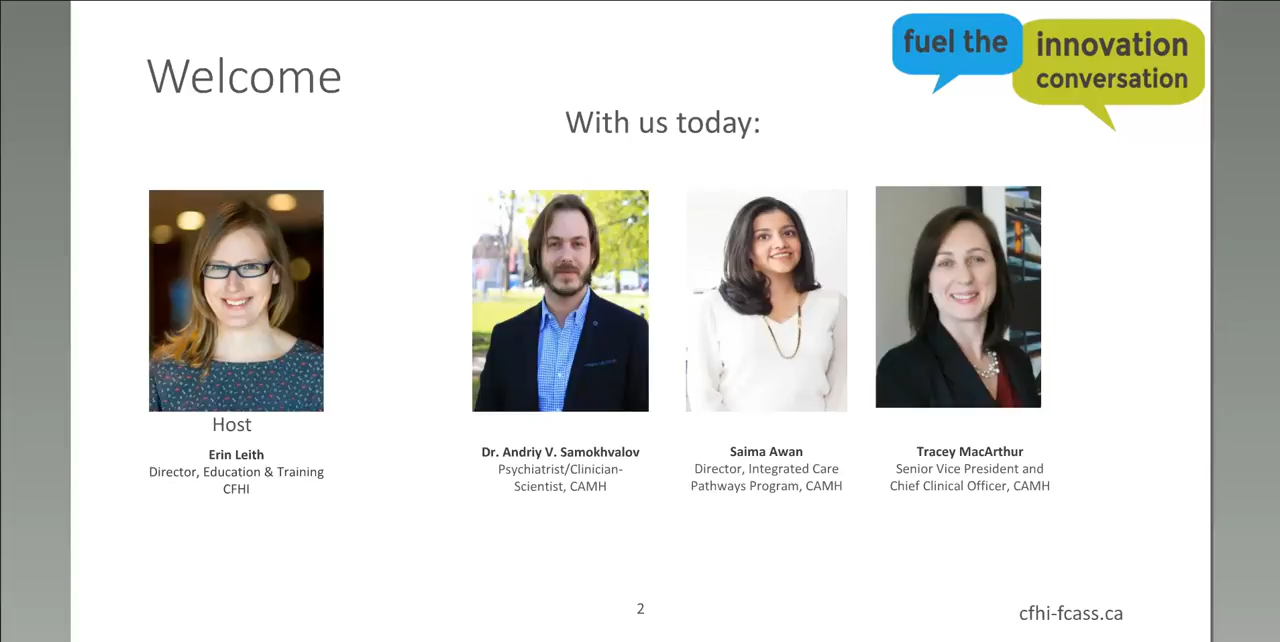 Welcome
fuel the
innovation
conversation
With us today:
Host
Erin Leith
Director, Education & Training
CFHI
Dr. Andriy V. Samokhvalov
Psychiatrist/Clinician-
Scientist, CAMH
Saima Awan
Director, Integrated Care
Pathways Program, CAMH
Tracey MacArthur
Senior Vice President and
Chief Clinical Officer, CAMH
2
cfhi-fcass.ca